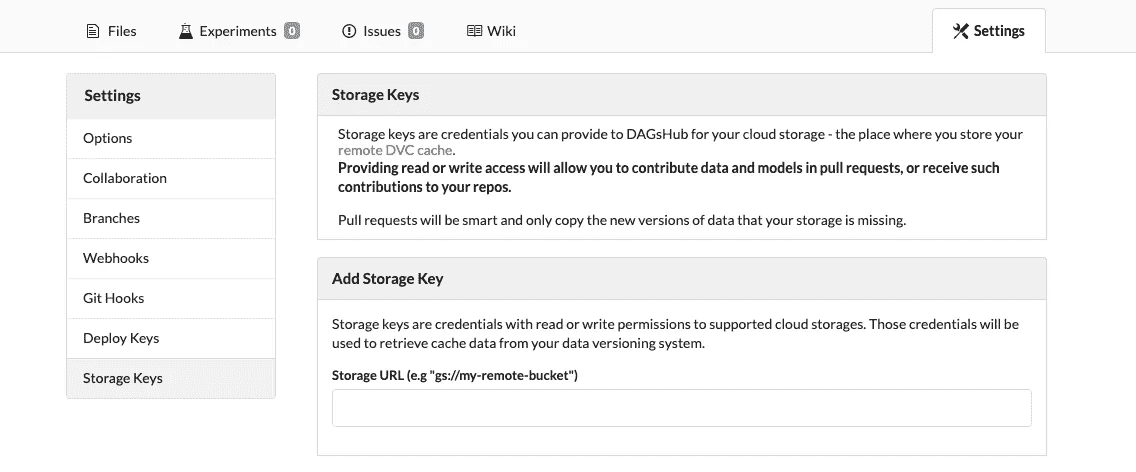 Files Experiments 0 Issues 0 Wiki Settings
Settings
Options
Collaboration
Branches
Webhooks
Git Hooks
Deploy Keys
Storage Keys
Storage Keys
Storage keys are credentials you can provide to DAGsHub for your cloud storage - the place where you store your
remote DVC cache.
Providing read or write access will allow you to contribute data and models in pull requests, or receive such
contributions to your repos.
Pull requests will be smart and only copy the new versions of data that your storage is missing.
Add Storage Key
Storage keys are credentials with read or write permissions to supported cloud storages. Those credentials will be
used to retrieve cache data from your data versioning system.
Storage URL (e.g "gs://my-remote-bucket")